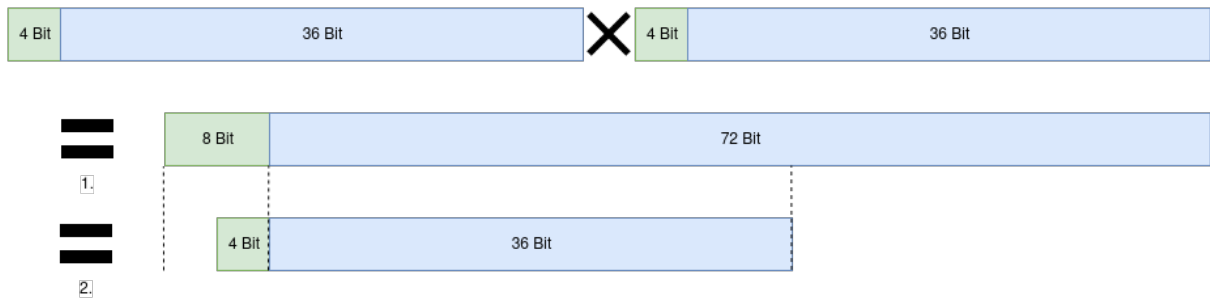 4 Bit 36 Bit 4 Bit 36 Bit
8 Bit 72 Bit
1.
4 Bit 36 Bit
2.